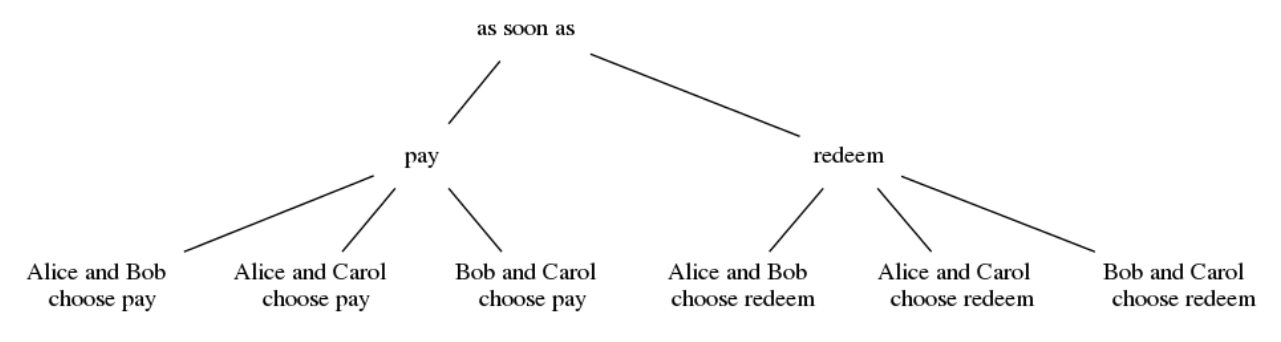 as soon as
pay
redeem
Alice and Bob
choose pay
Alice and Carol
choose pay
Bob and Carol
choose pay
Alice and Bob
choose redeem
Alice and Carol
choose redeem
Bob and Carol
choose redeem